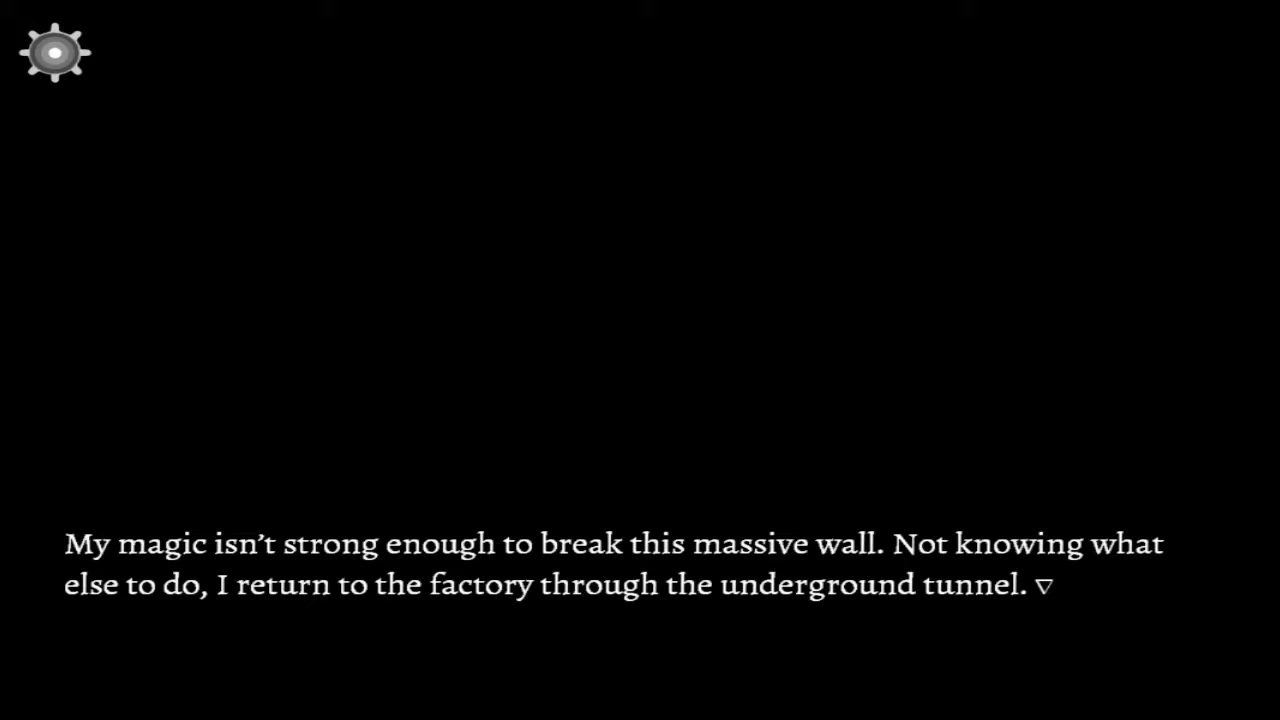 My magic isn’t strong enough to break this massive wall. Not knowing what
else to do, I return to the factory through the underground tunnel. ▽